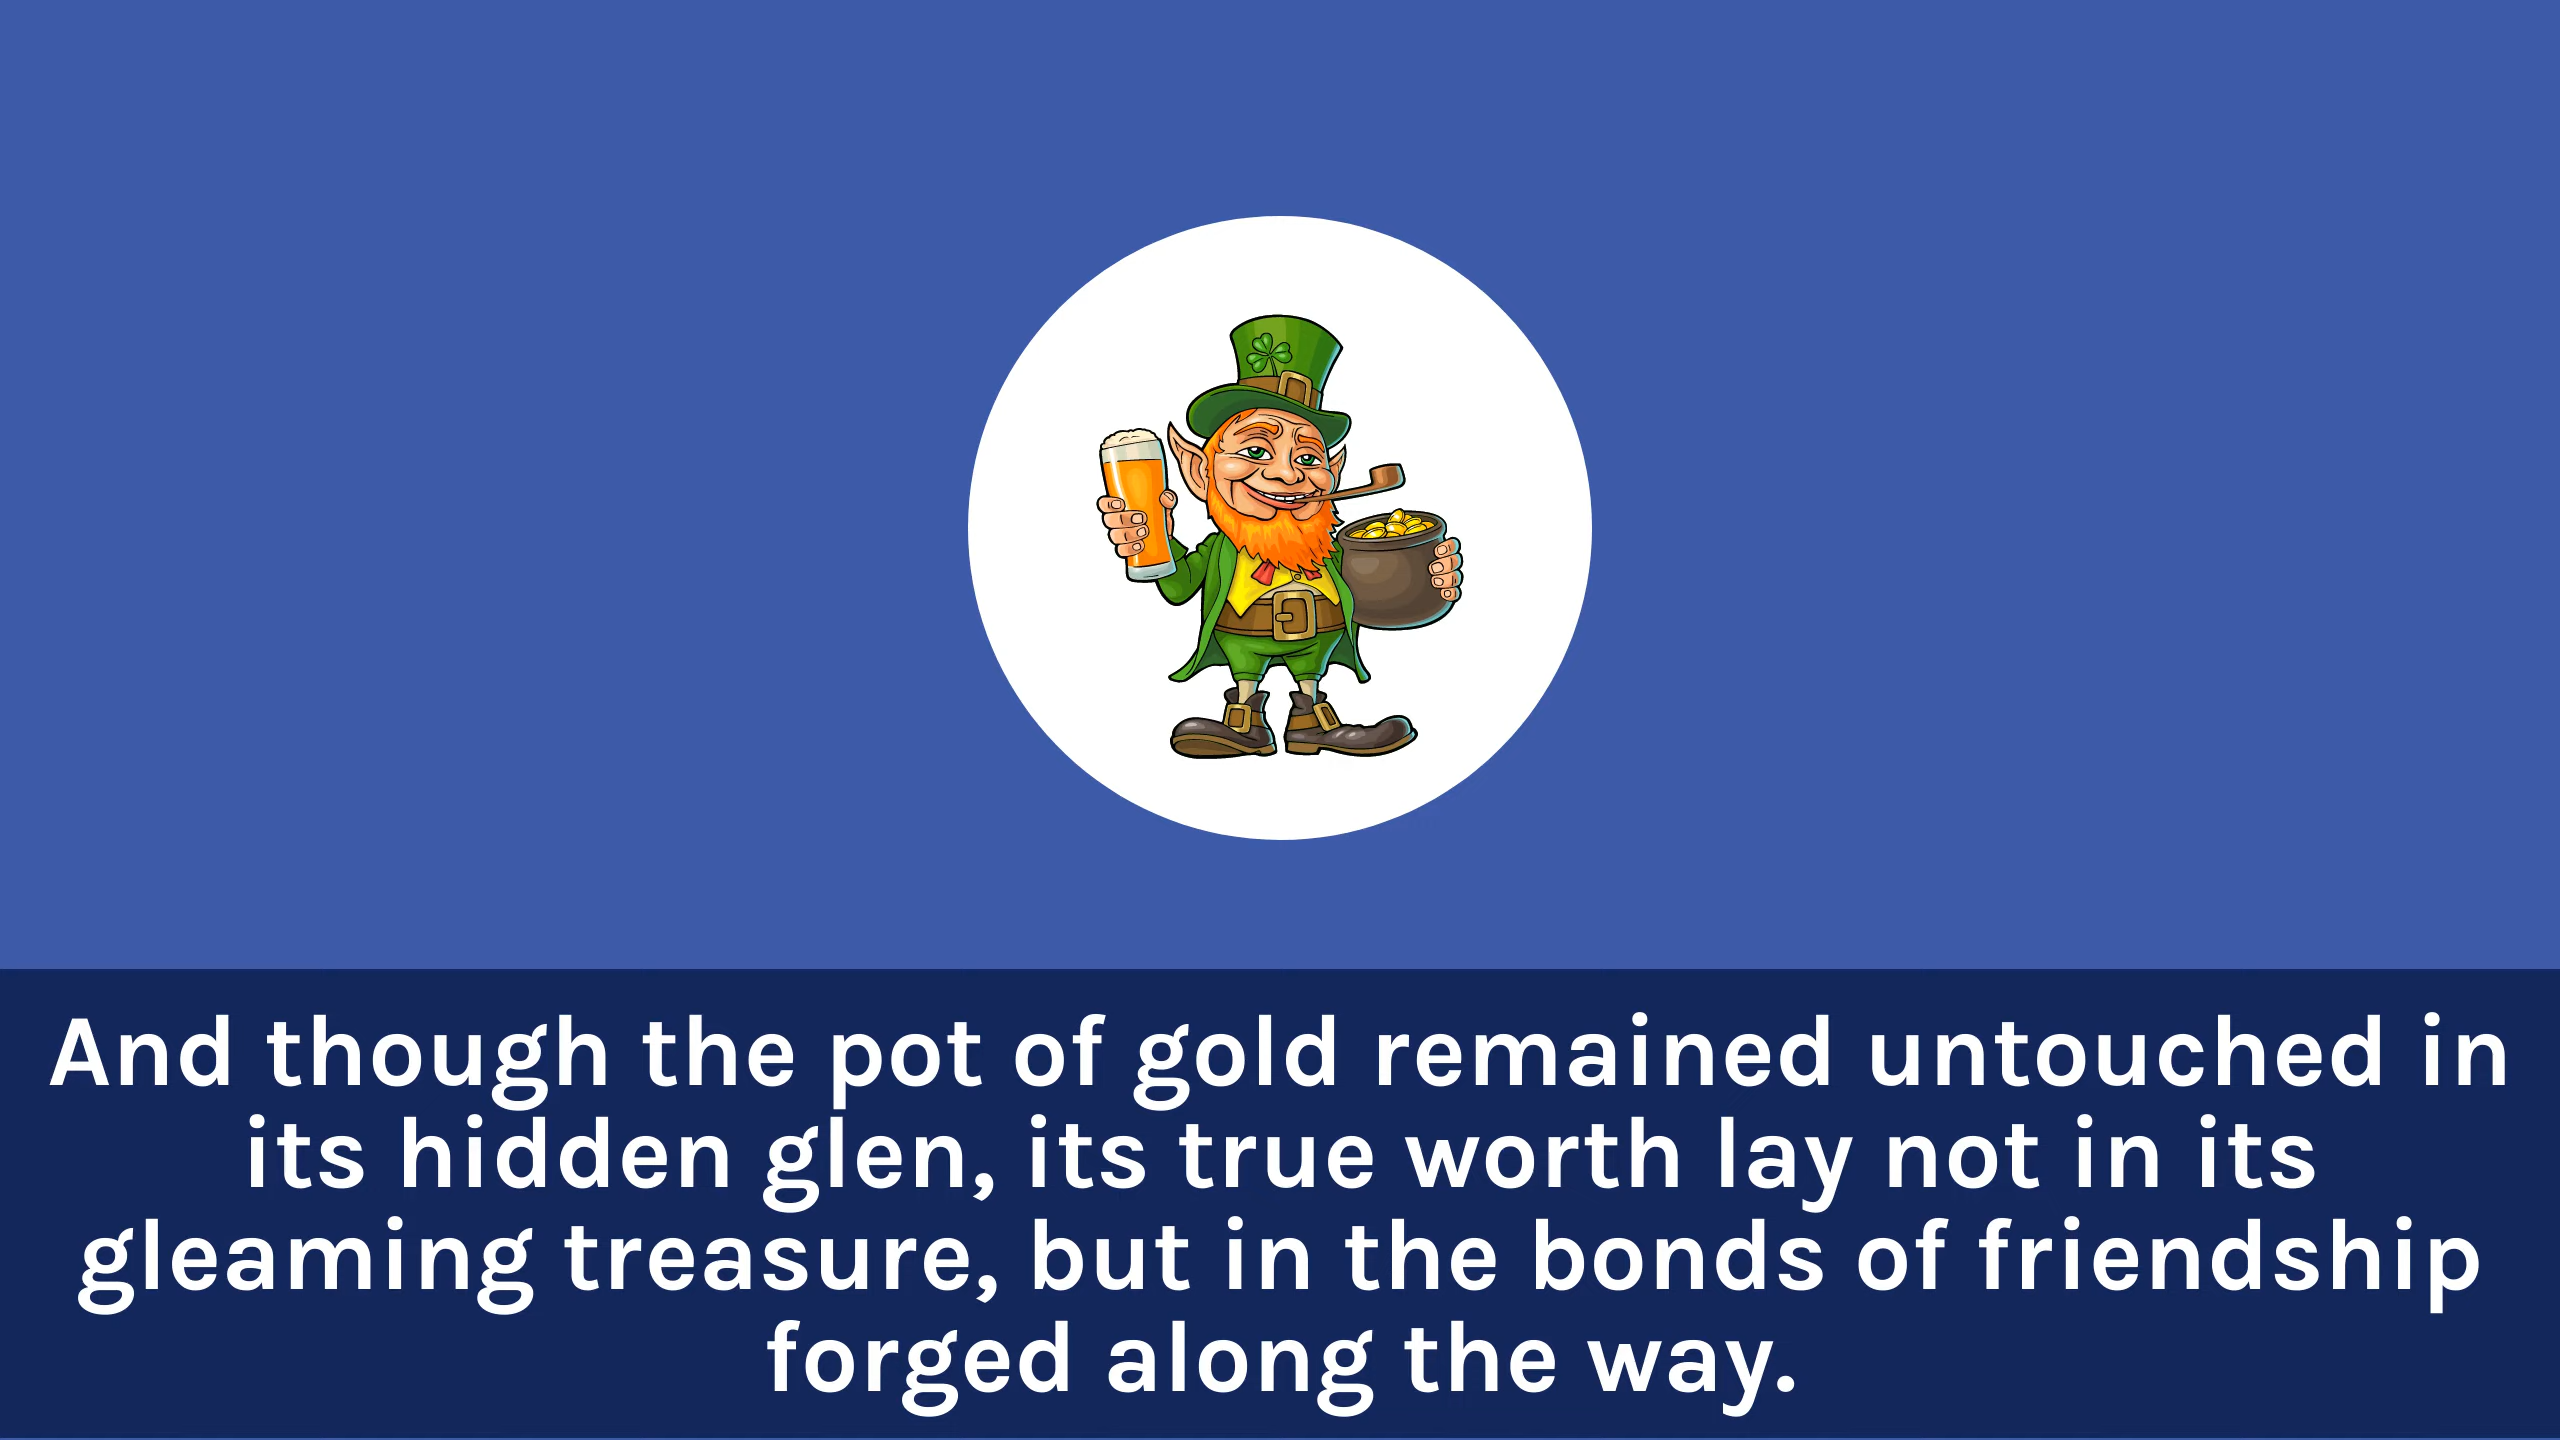 And though the pot of gold remained untouched in
its hidden glen, its true worth lay not in its
gleaming treasure, but in the bonds of friendship
forged along the way.